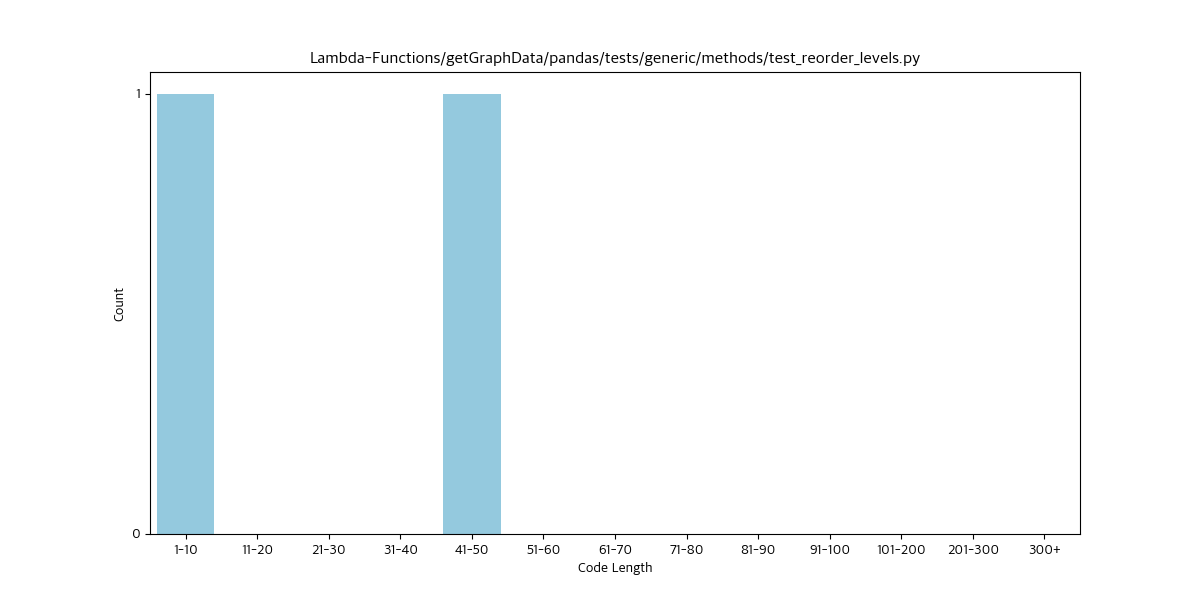 Lambda-Functions/getGraphData/pandas/tests/generic/methods/test_reorder_levels.py
1
Count
0
1-10 11-20 21-30 31-40 41-50 51-60 61-70 71-80 81-90 91-100 101-200 201-300 300+
Code Length